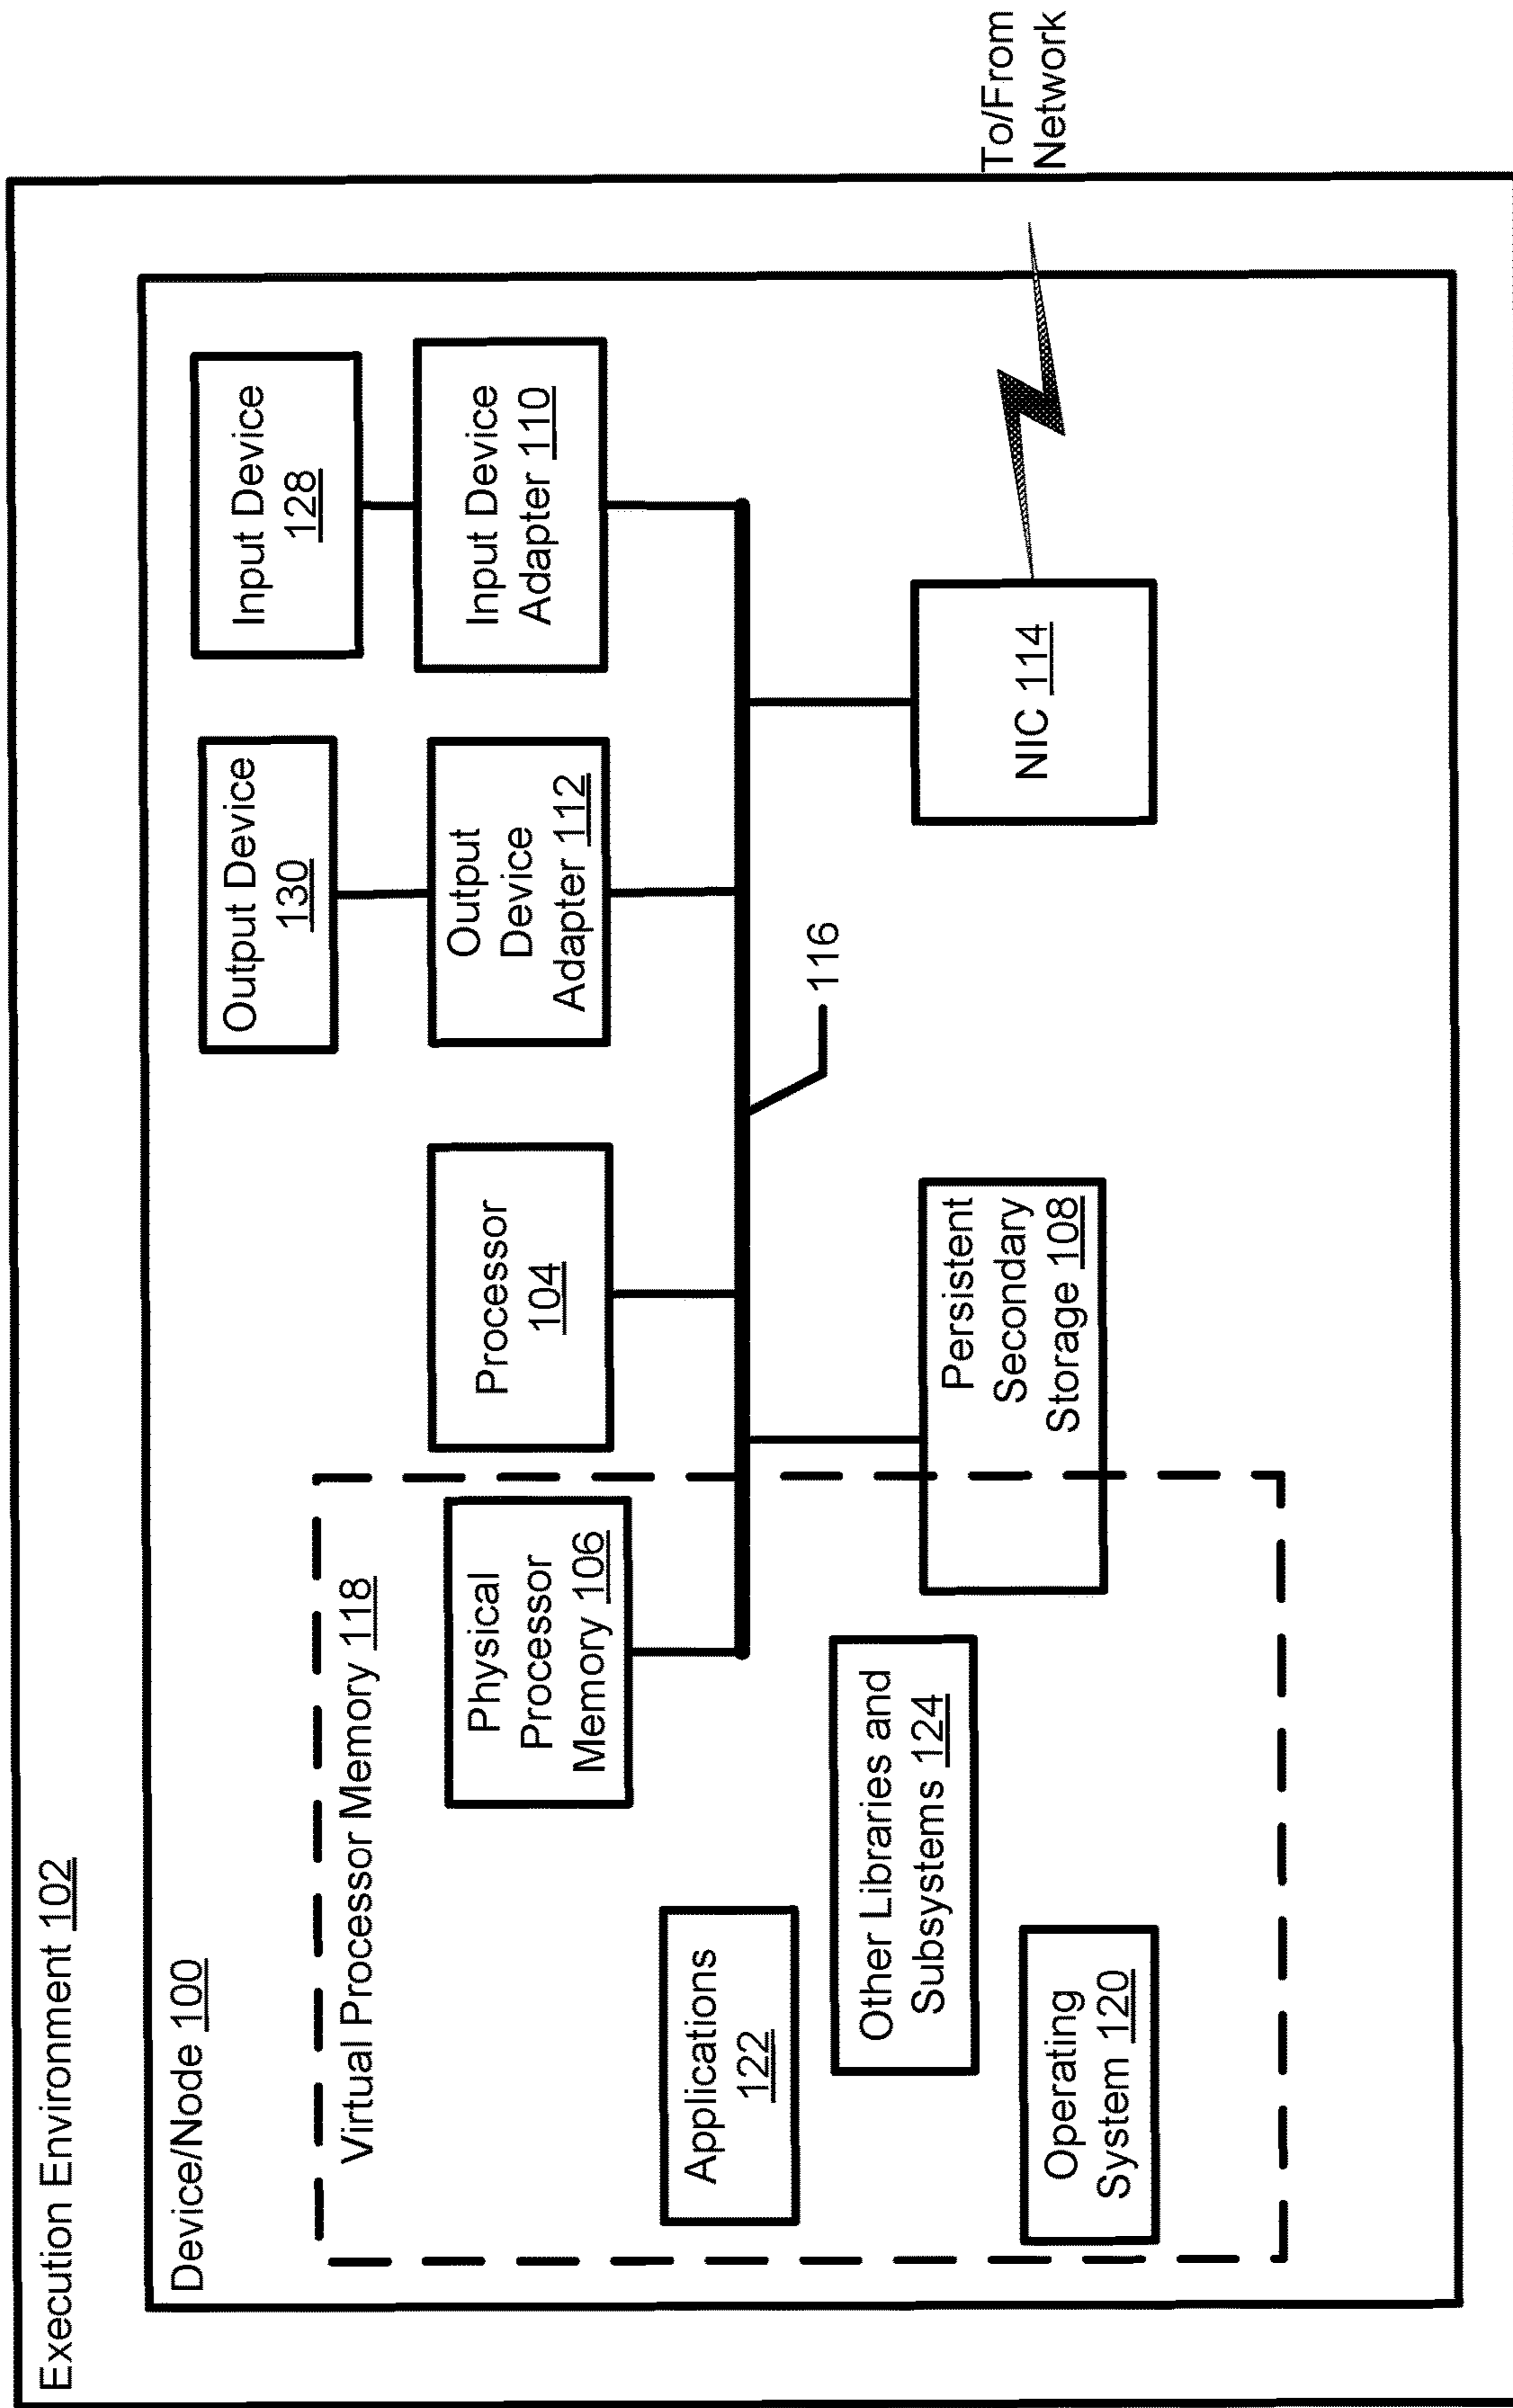 Execution Environment 102
Device/Node 100
Virtual Processor Memory 118
Output Device
130
Input Device
128
Physical
Processor
Memory 106
Processor
104
Output
Device
Adapter 112
Input Device
Adapter 110
Applications
122
116
Other Libraries and
Subsystems 124
Operating
System 120
Persistent
Secondary
Storage 108
NIC 114
To/From
Network